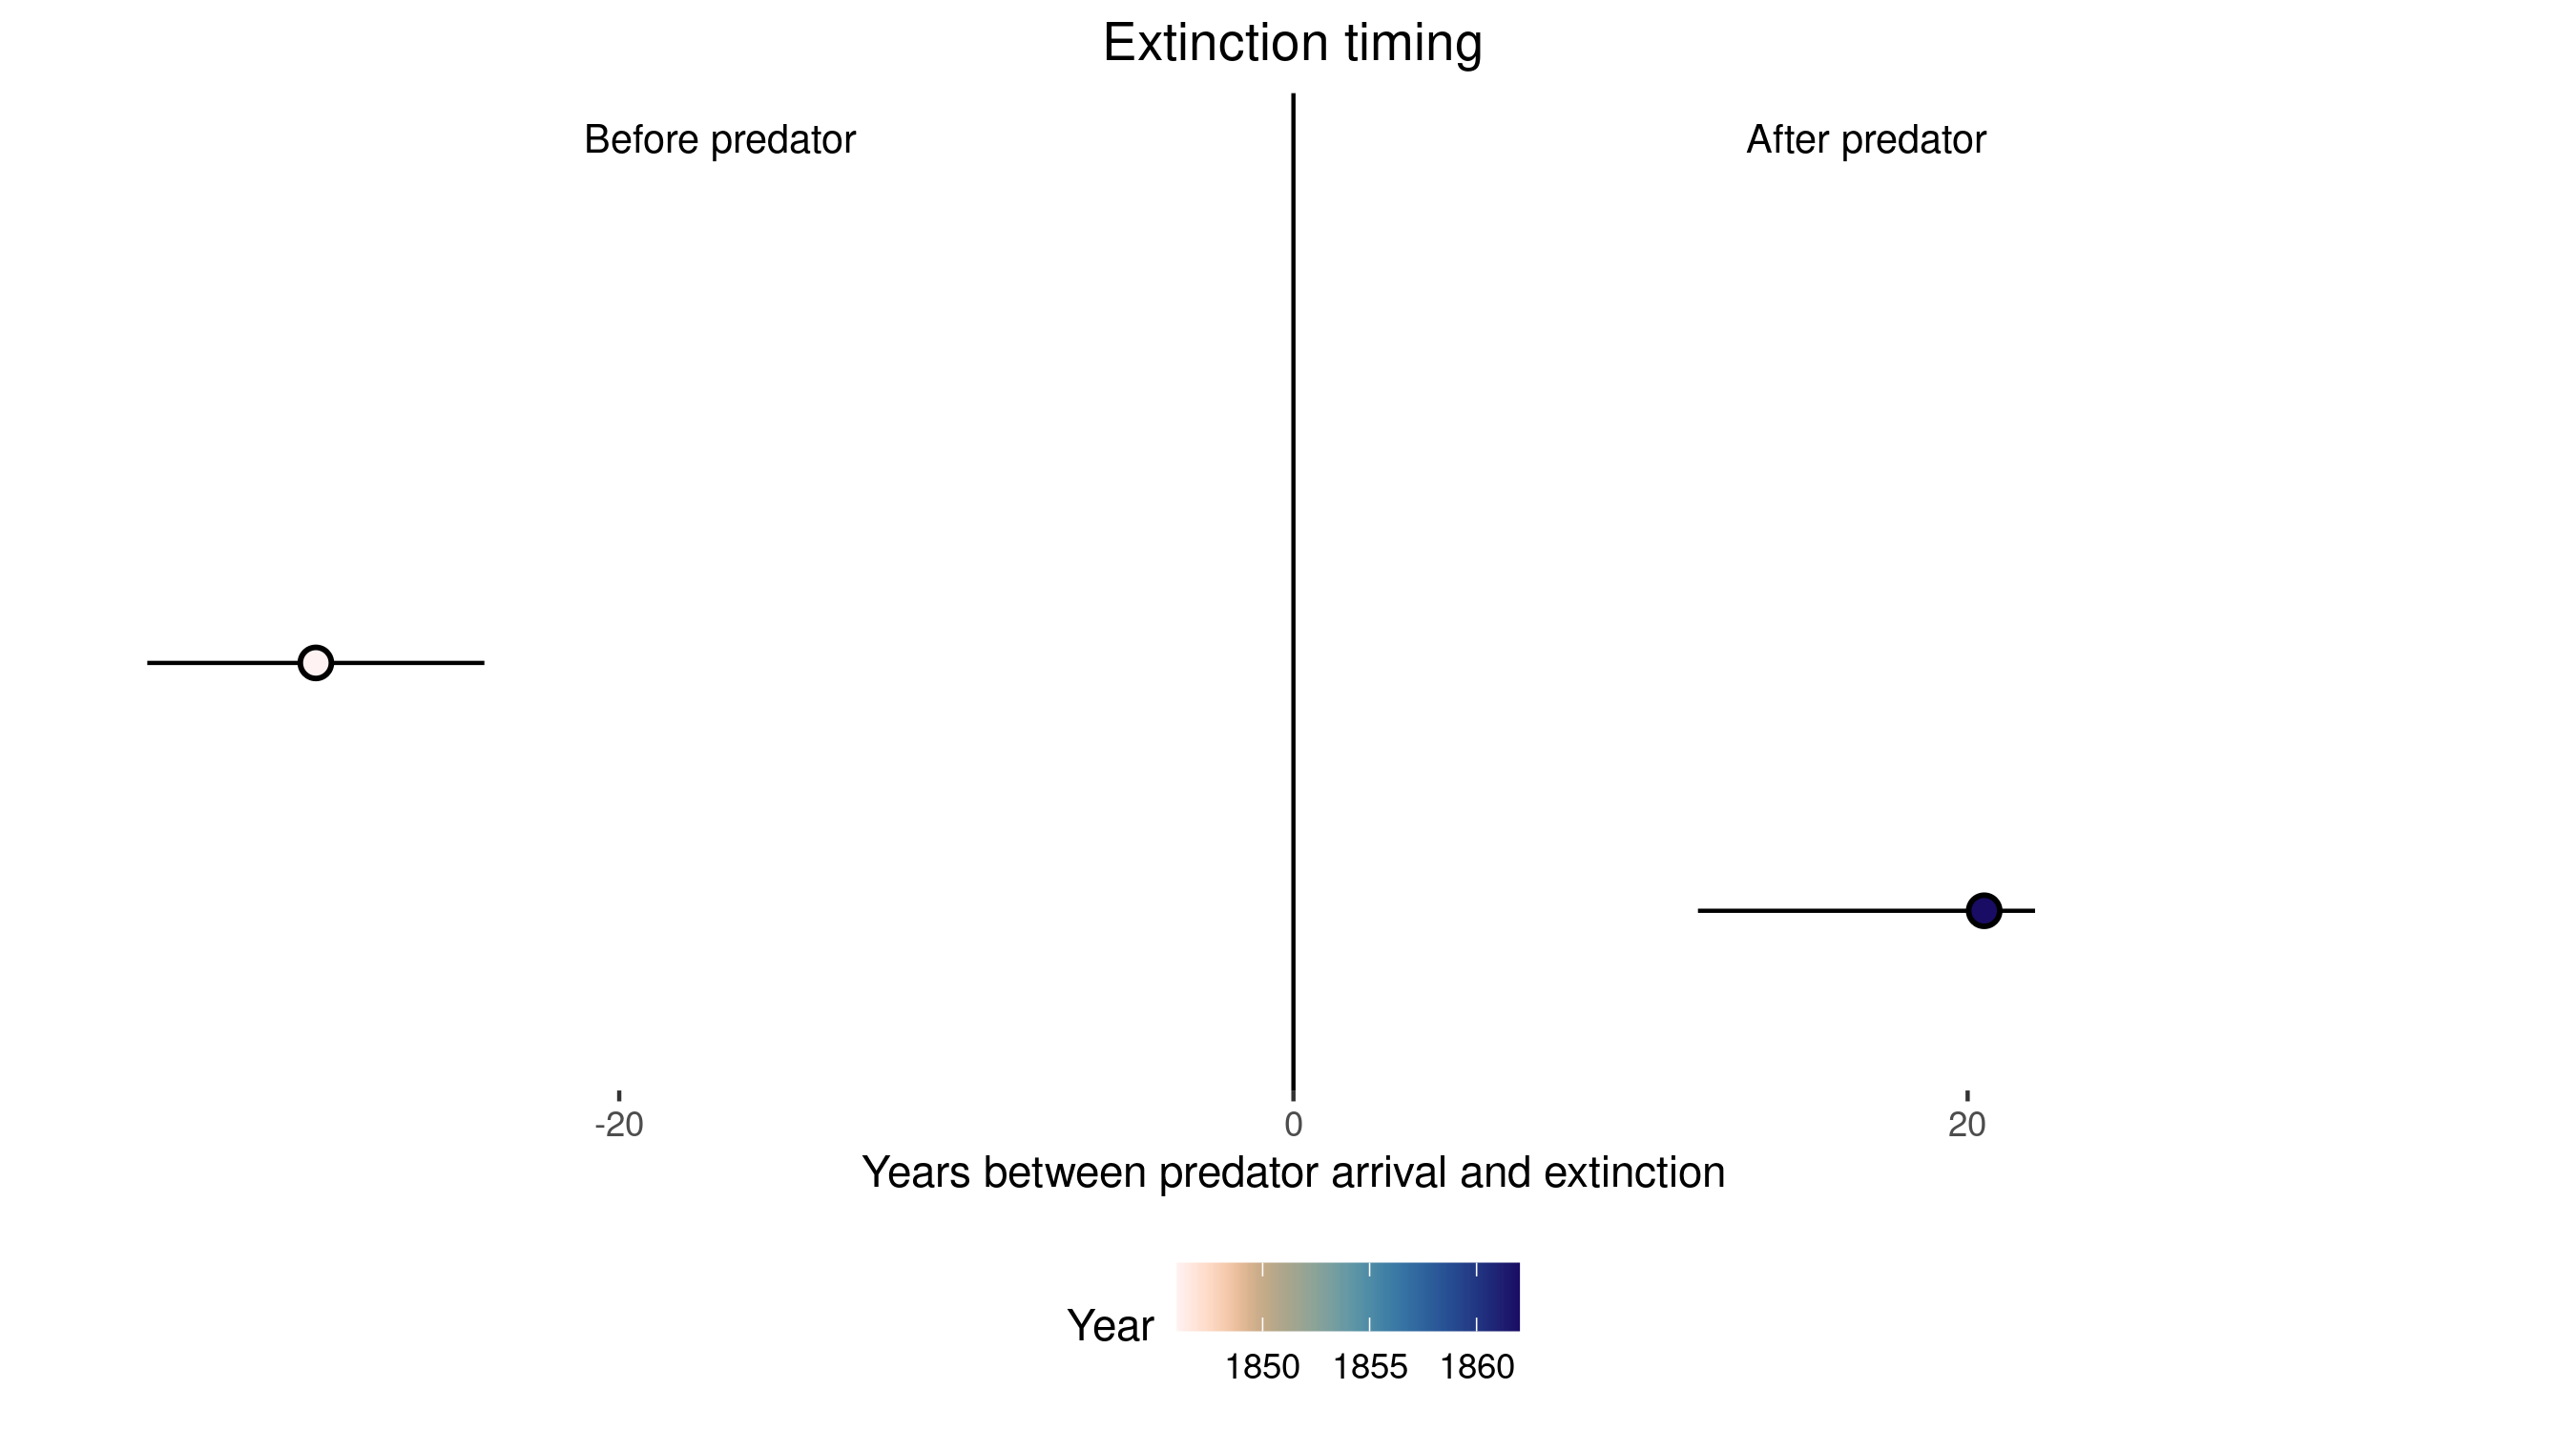 Extinction timing
Before predator
After predator
-20
0
20
Years between predator arrival and extinction
Year
1850
1855
1860